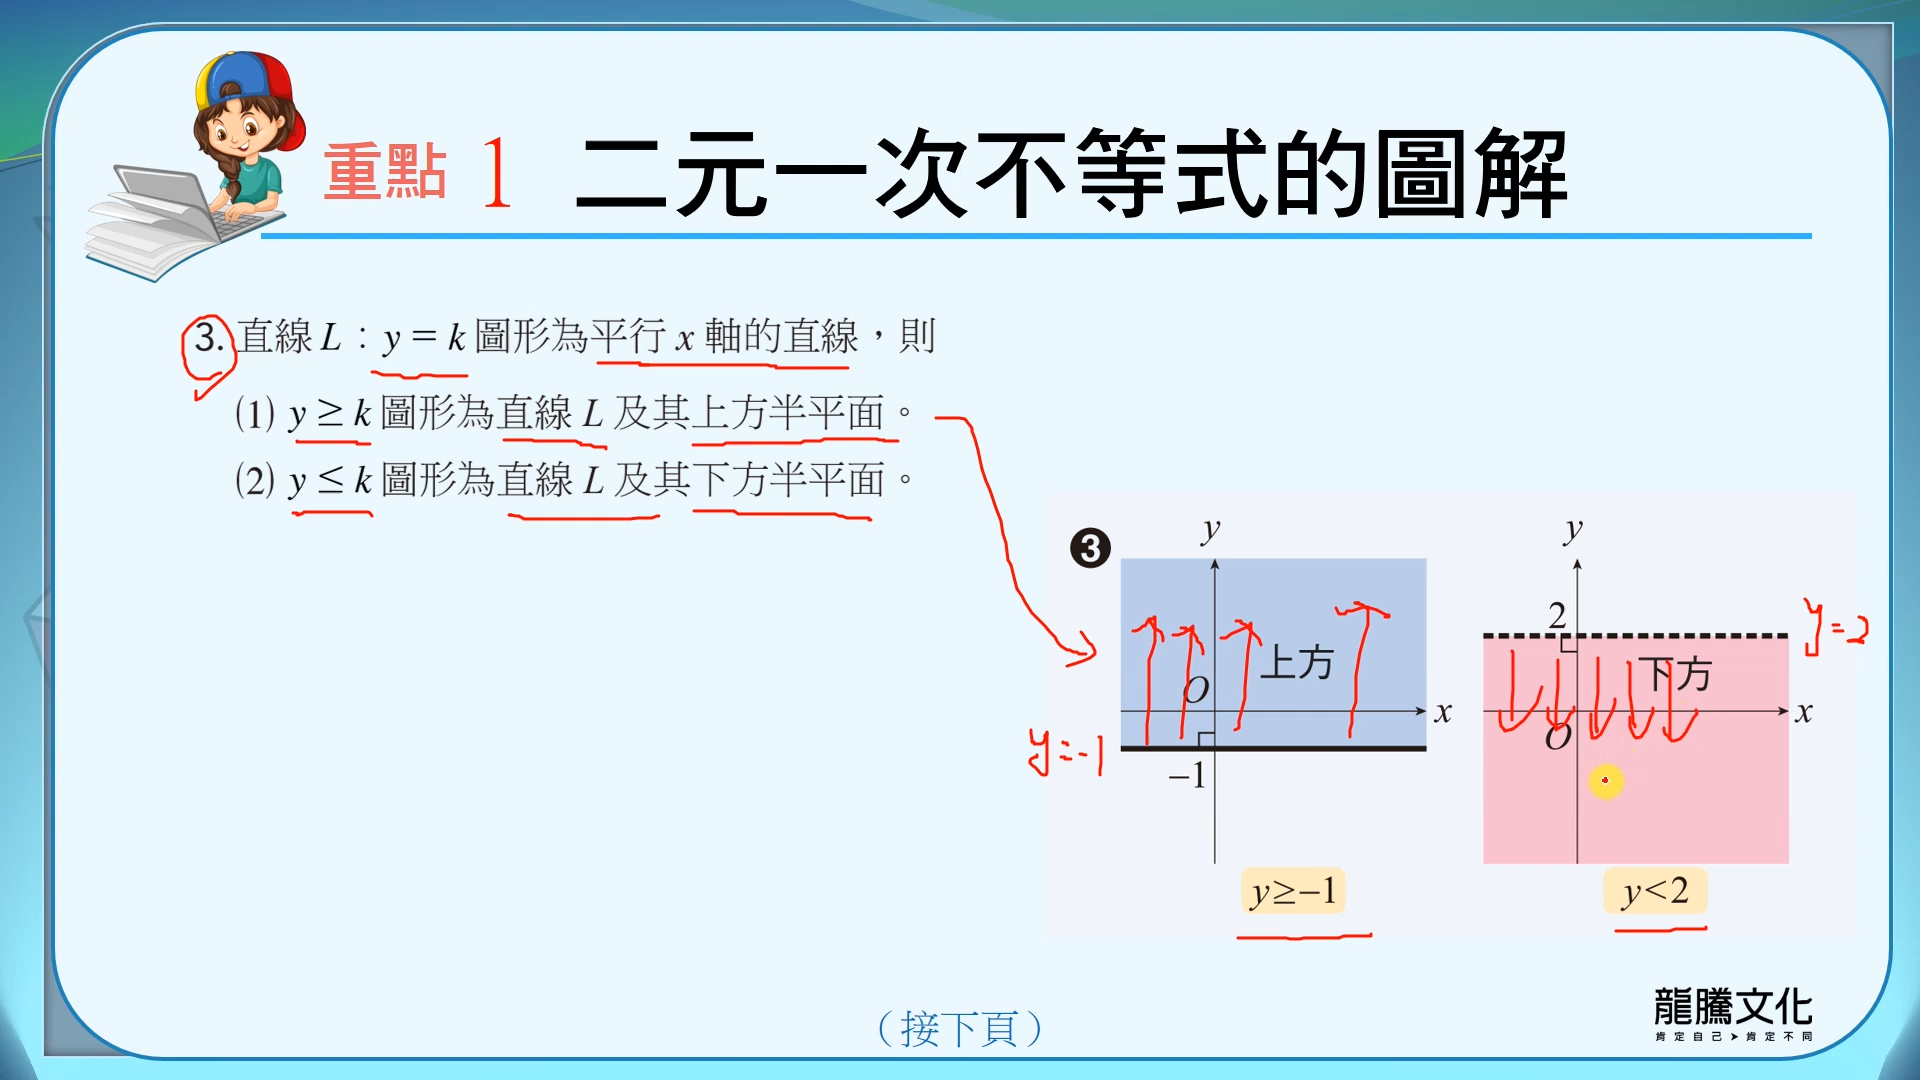 重點 1 二元一次不等式的圖解
3. 直線 L：y = k 圖形為平行 x 軸的直線，則
(1) y ≥ k 圖形為直線 L 及其上方半平面。
(2) y ≤ k 圖形為直線 L 及其下方半平面。
❸
y
上方
O
x
y=-1
−1
y≥−1
y
2
y=2
下方
x
O
y<2
（接下頁）
龍騰文化
肯定自己➤肯定不同